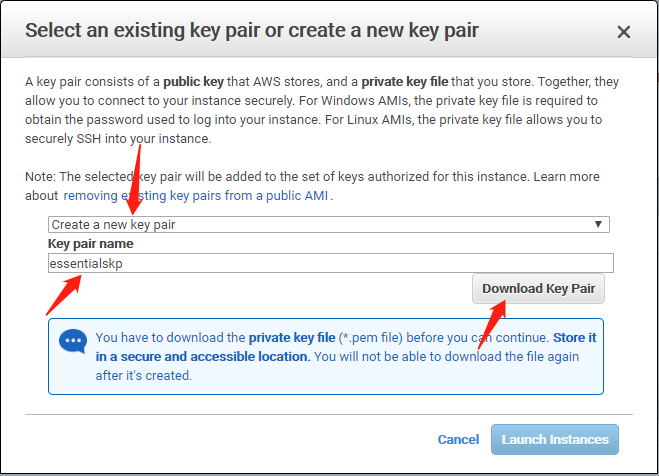 Select an existing key pair or create a new key pair
A key pair consists of a public key that AWS stores, and a private key file that you store. Together, they
allow you to connect to your instance securely. For Windows AMIs, the private key file is required to
obtain the password used to log into your instance. For Linux AMIs, the private key file allows you to
securely SSH into your instance.
Note: The selected key pair will be added to the set of keys authorized for this instance. Learn more
about removing existing key pairs from a public AMI .
Create a new key pair
Key pair name
essentialskp
Download Key Pair
You have to download the private key file (*.pem file) before you can continue. Store it
in a secure and accessible location. You will not be able to download the file again
after it's created.
Cancel Launch Instances